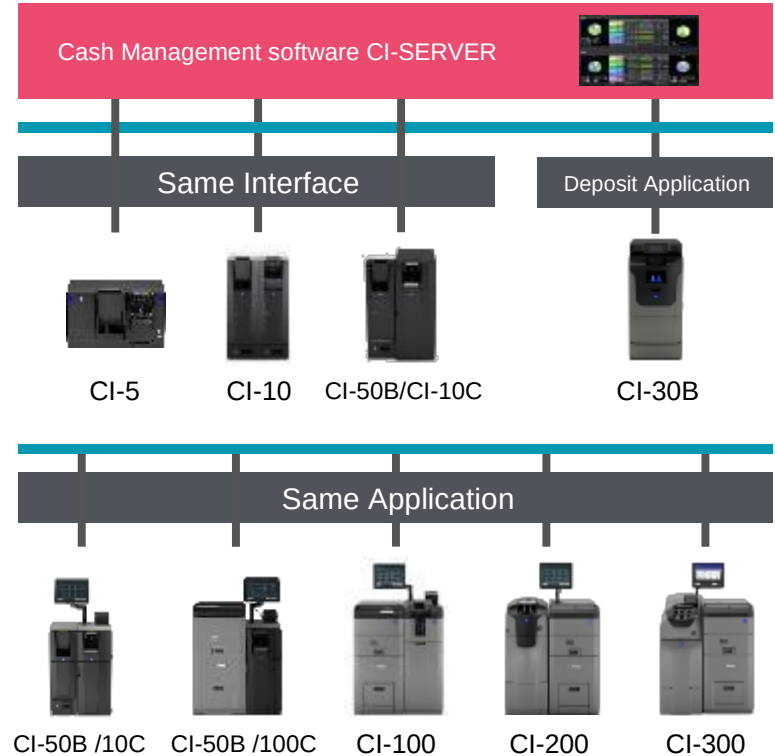 Cash Management software CI-SERVER
Same Interface
Deposit Application
CI-5
CI-10
CI-50B/CI-10C
CI-30B
Same Application
CI-50B /10C
CI-50B /100C
CI-100
CI-200
CI-300